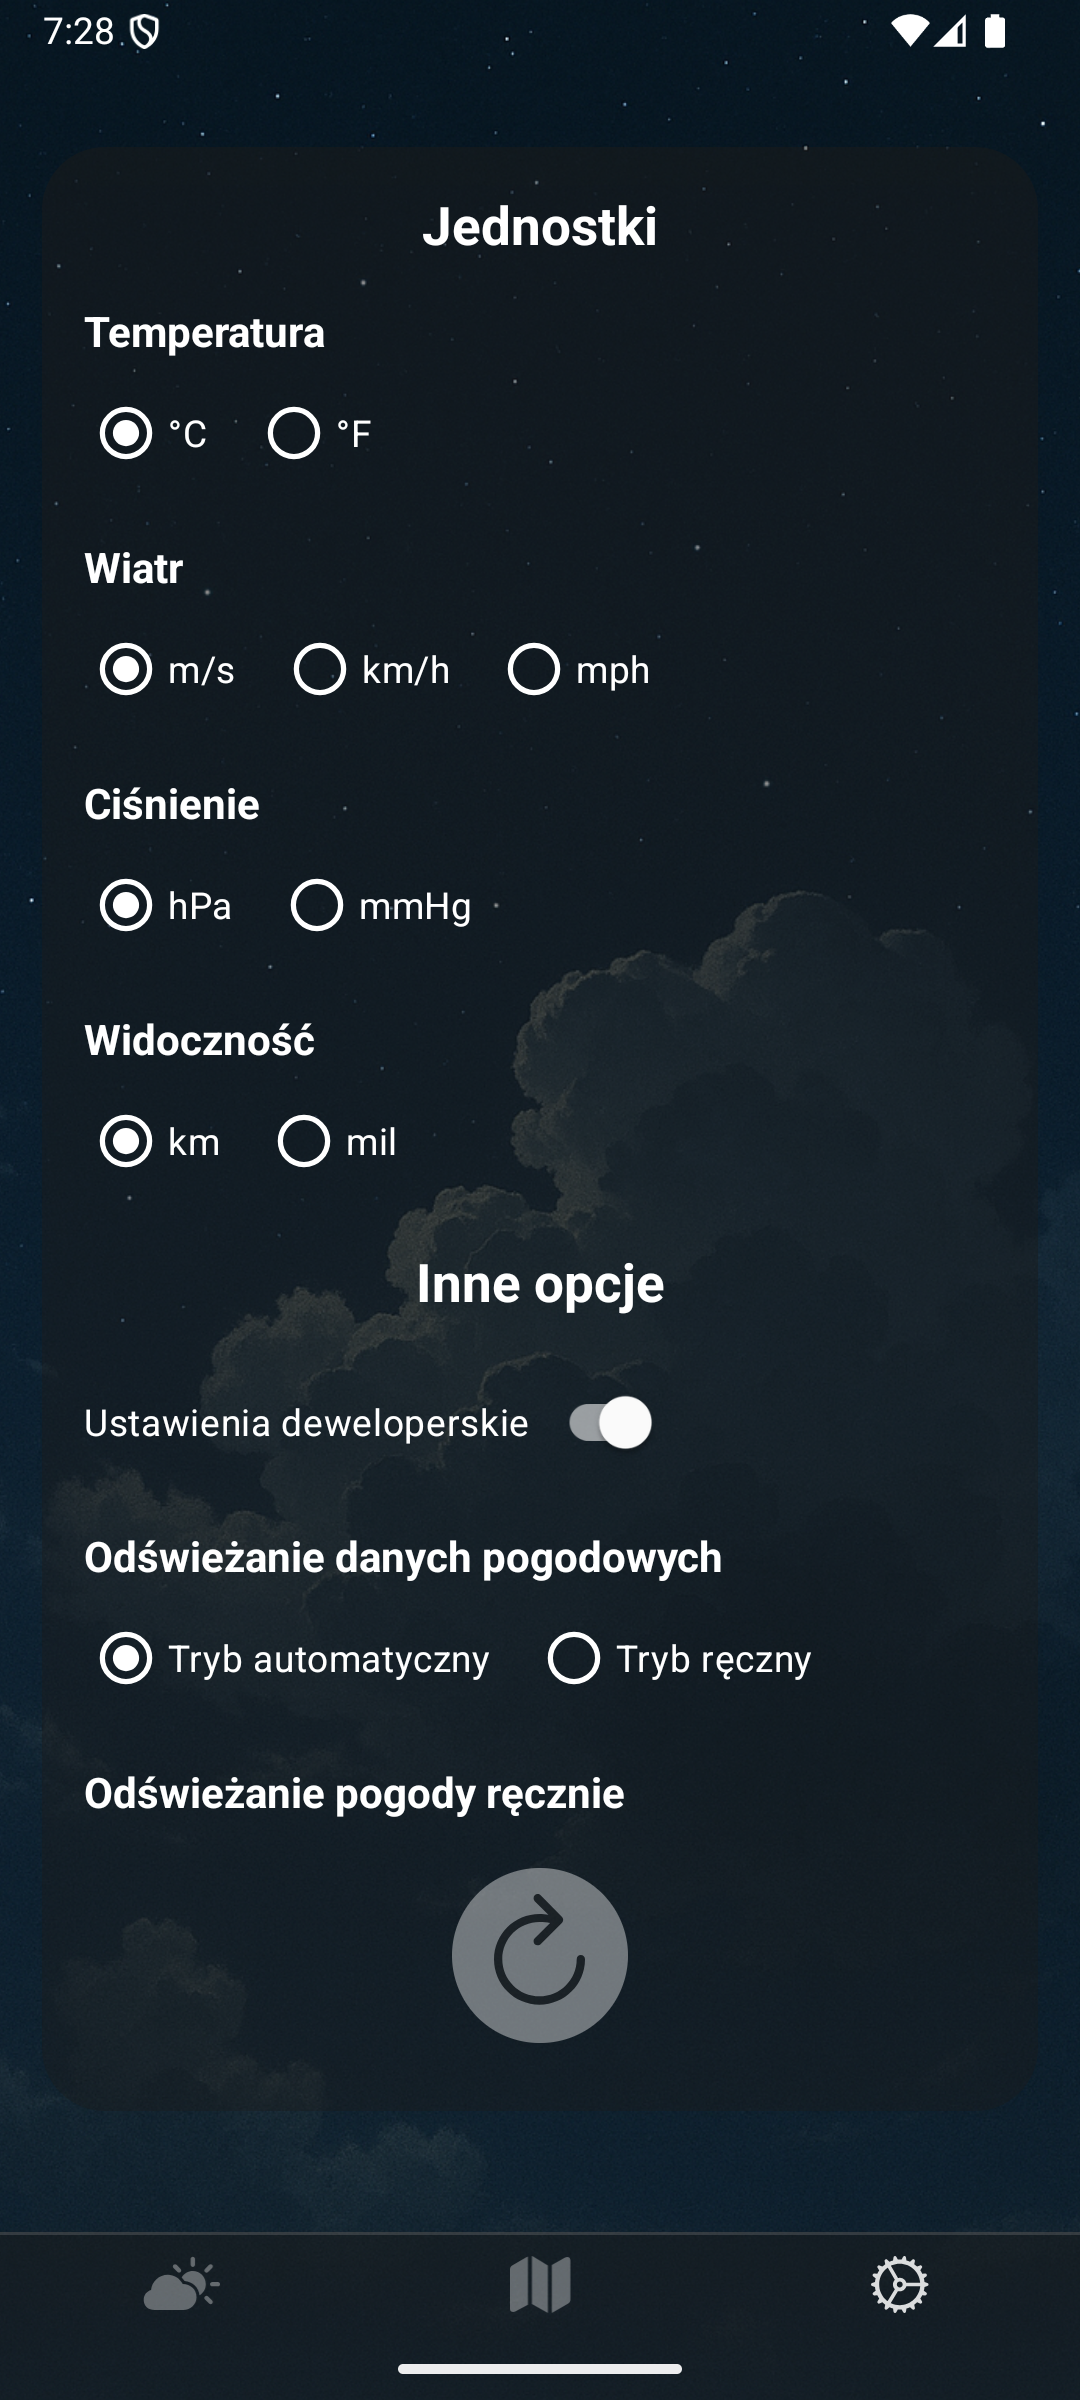 7:28
Jednostki
Temperatura
°C °F
Wiatr
m/s km/h mph
Ciśnienie
hPa mmHg
Widoczność
km mil
Inne opcje
Ustawienia deweloperskie
Odświeżanie danych pogodowych
Tryb automatyczny Tryb ręczny
Odświeżanie pogody ręcznie